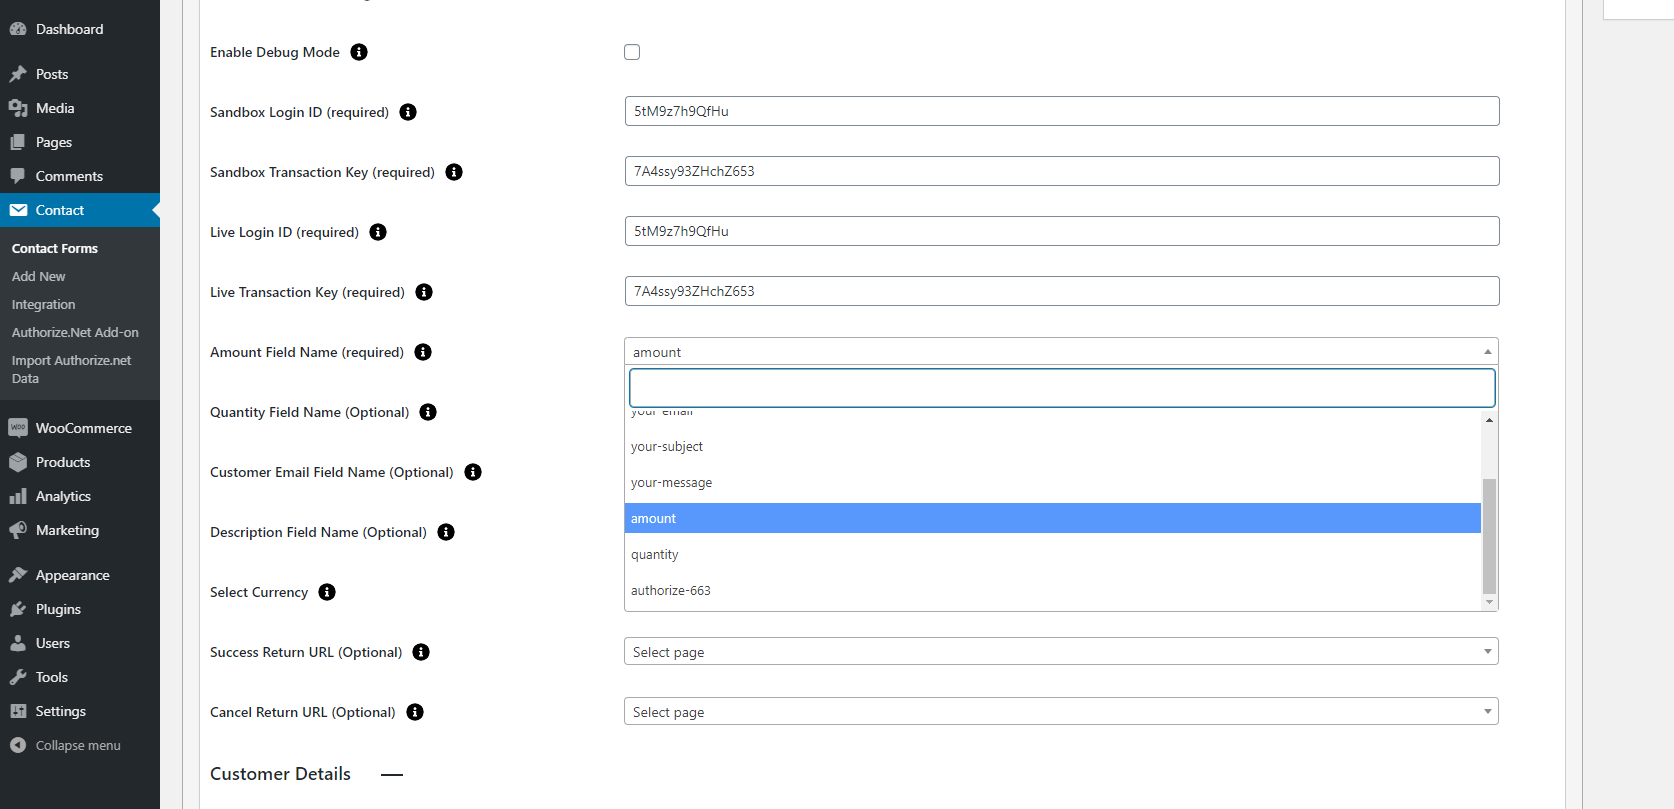 Dashboard
Posts
Media
Pages
Comments
Contact
Contact Forms
Add New
Integration
Authorize.Net Add-on
Import Authorize.net
Data
WooCommerce
Products
Analytics
Marketing
Appearance
Plugins
Users
Tools
Settings
Collapse menu
Enable Debug Mode
Sandbox Login ID (required)
5tM9z7h9QfHu
Sandbox Transaction Key (required)
7A4ssy93ZHchZ653
Live Login ID (required)
5tM9z7h9QfHu
Live Transaction Key (required)
7A4ssy93ZHchZ653
Amount Field Name (required)
amount
your-email
your-subject
your-message
amount
quantity
authorize-663
Quantity Field Name (Optional)
Customer Email Field Name (Optional)
Description Field Name (Optional)
Select Currency
Success Return URL (Optional)
Select page
Cancel Return URL (Optional)
Select page
Customer Details